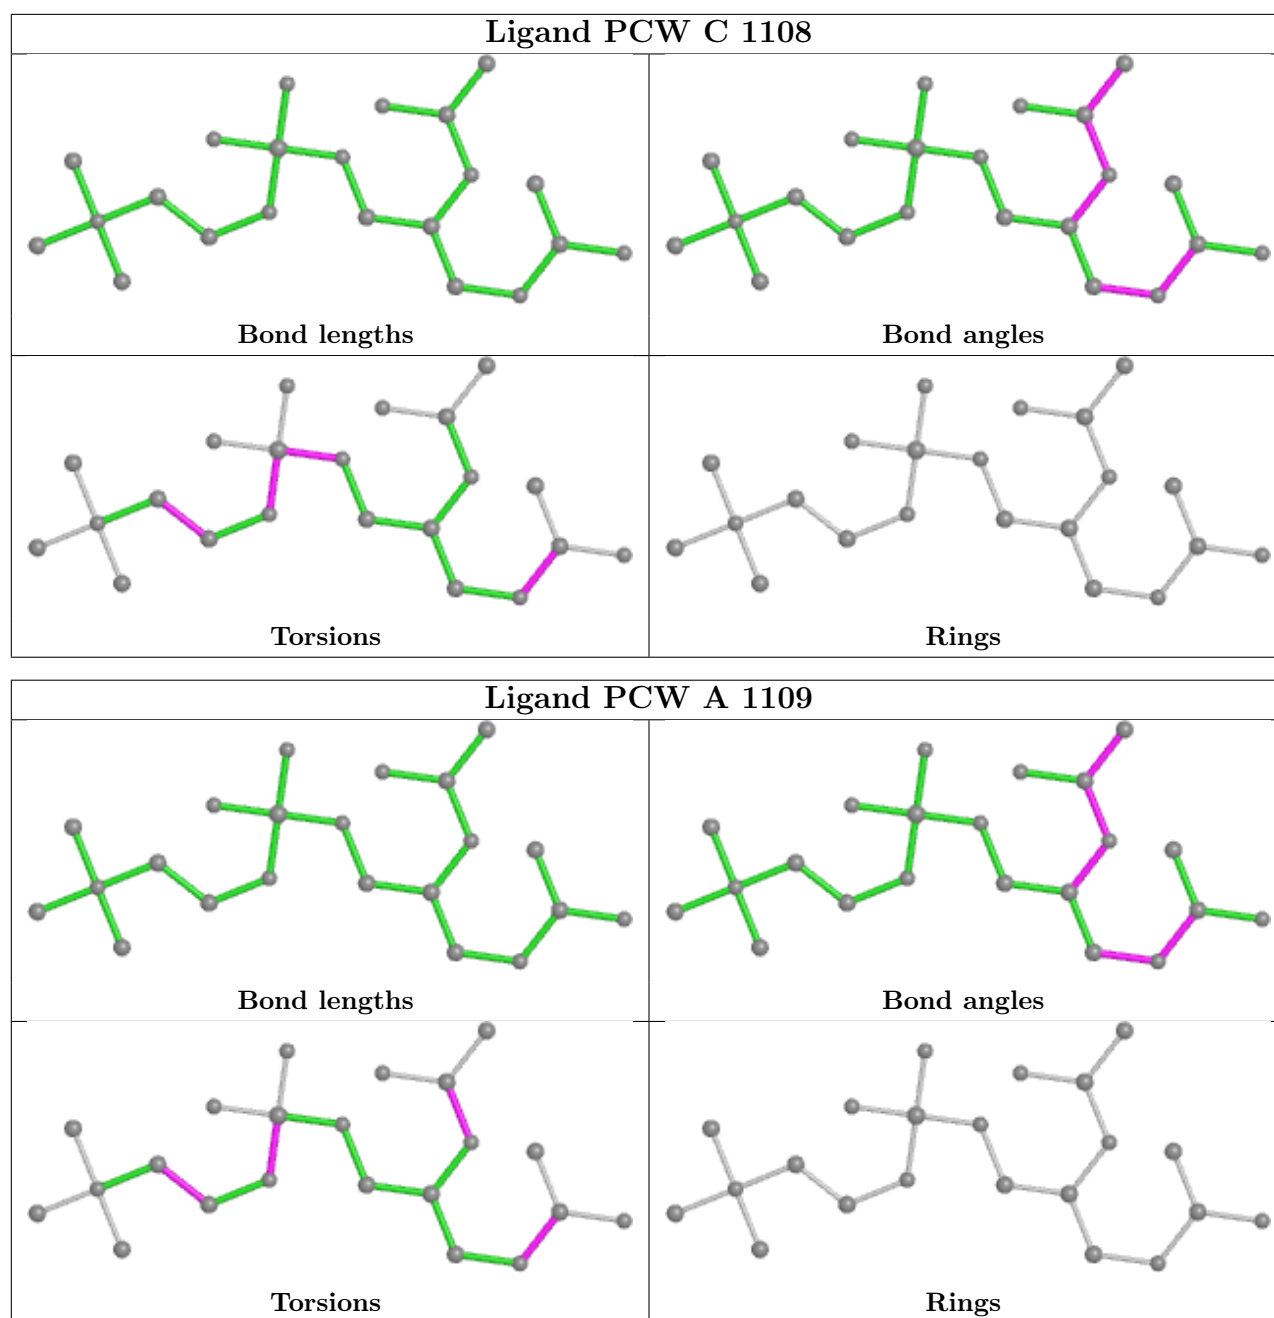 Ligand PCW C 1108
Bond lengths
Bond angles
Torsions
Rings
Ligand PCW A 1109
Bond lengths
Bond angles
Torsions
Rings